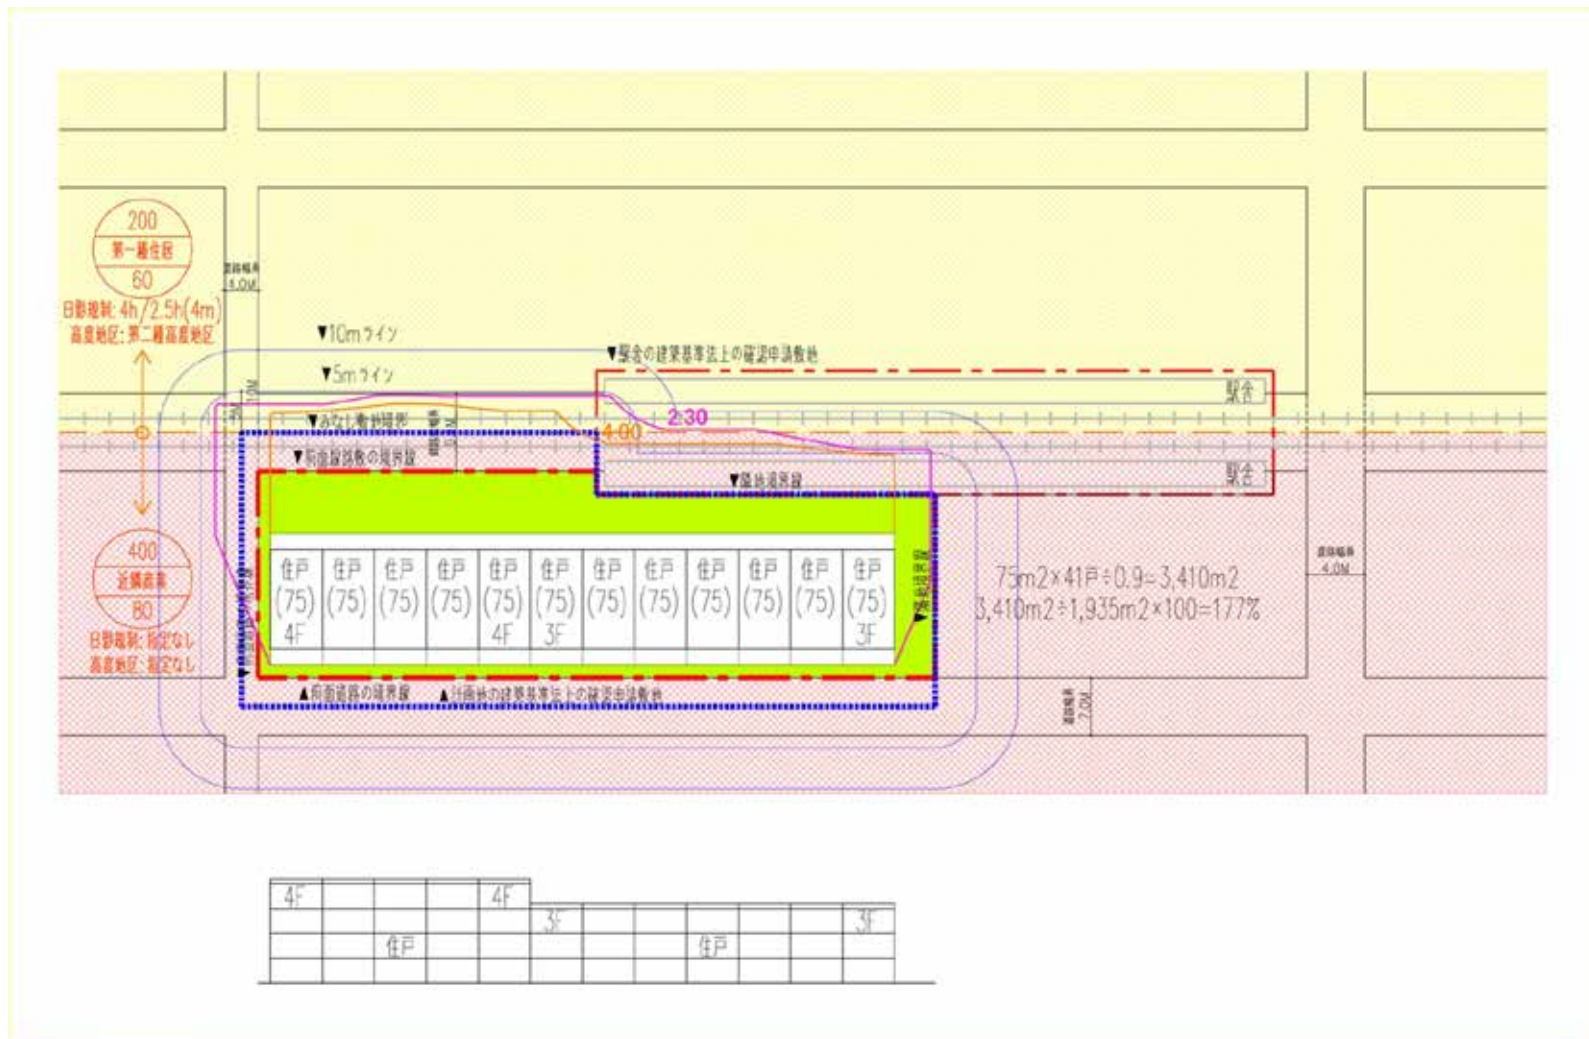 200
第一種住居
60
日影規制: 4h/2.5h(4m)
高度地区: 第二種高度地区
道路幅員
4.0M
▼10mライン
▼5mライン
10M
5M
▼みなし敷地境界
▼前面線路敷の境界線
▼駅舎の建築基準法上の確認申請敷地
駅舎
2:30
4:00
▼隣地境界線
駅舎
400
近隣商業
80
日影規制: 指定なし
高度地区: 指定なし
住戸 住戸 住戸 住戸 住戸 住戸 住戸 住戸 住戸 住戸 住戸 住戸
(75) (75) (75) (75) (75) (75) (75) (75) (75) (75) (75) (75)
4F 4F 3F 3F
▼隣地境界線
75m2×41戸÷0.9=3,410m2
3,410m2÷1,935m2×100=177%
道路幅員
4.0M
▲前面道路の境界線
▲計画地の建築基準法上の確認申請敷地
道路幅員
7.0M
4F 4F
3F 3F
住戸 住戸